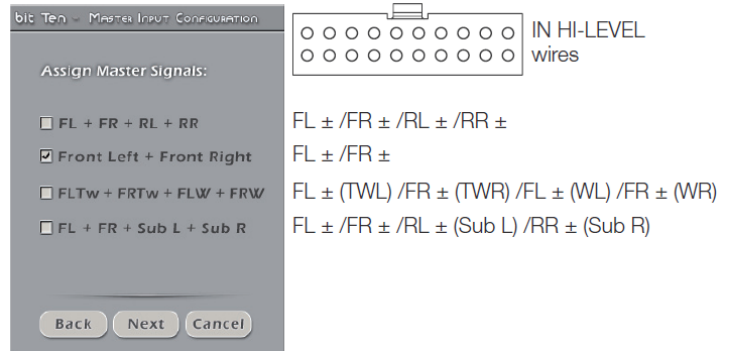 bit Ten - Master Input Configuration
IN HI-LEVEL
wires
Assign Master Signals:
FL + FR + RL + RR
FL ± /FR ± /RL ± /RR ±
Front Left + Front Right
FL ± /FR ±
FLTw + FRTw + FLW + FRW
FL ± (TWL) /FR ± (TWR) /FL ± (WL) /FR ± (WR)
FL + FR + Sub L + Sub R
FL ± /FR ± /RL ± (Sub L) /RR ± (Sub R)
Back
Next
Cancel